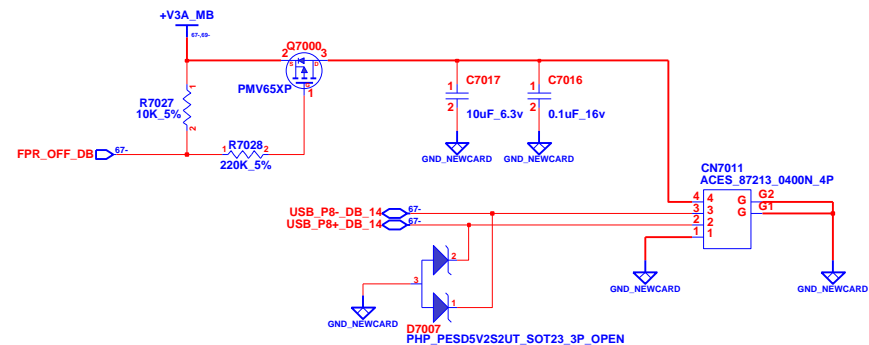 +V3A_MB
67-,69-
Q7000
2
3
S
D
G
1
PMV65XP
R7027
10K_5%
1
2
FPR_OFF_DB
67-
R7028
1
2
220K_5%
C7017
1
2
10uF_6.3v
GND_NEWCARD
C7016
1
2
0.1uF_16v
GND_NEWCARD
CN7011
ACES_87213_0400N_4P
4
4
3
3
2
2
1
1
G
G2
G
G1
USB_P8-_DB_14
67-
USB_P8+_DB_14
67-
2
3
1
GND_NEWCARD
GND_NEWCARD
GND_NEWCARD
D7007
PHP_PESD5V2S2UT_SOT23_3P_OPEN